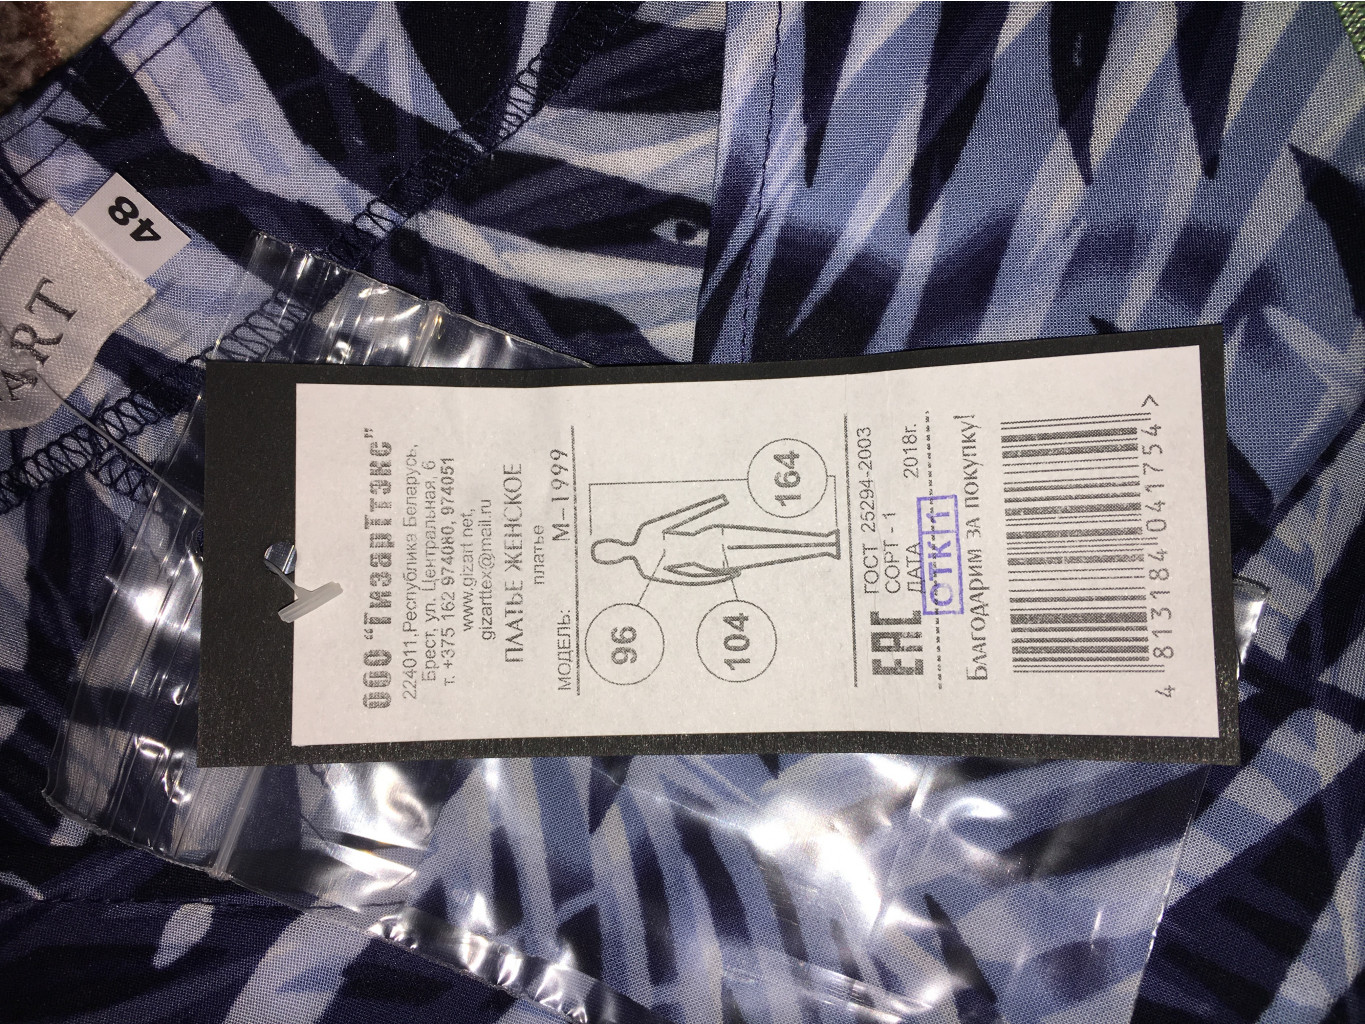 48
ART
ООО "Гизарттэкс"
224011,Республика Беларусь,
Брест, ул. Центральная, 6
т. +375 162 974080, 974051
www.gizart.net,
gizarttex@mail.ru
ПЛАТЬЕ ЖЕНСКОЕ
платье
МОДЕЛЬ: М-1999
164
96
104
ЕАС
ГОСТ 25294-2003
СОРТ - 1
ДАТА 2018г.
ОТК 1
Благодарим за покупку!
4 813184 041754 >